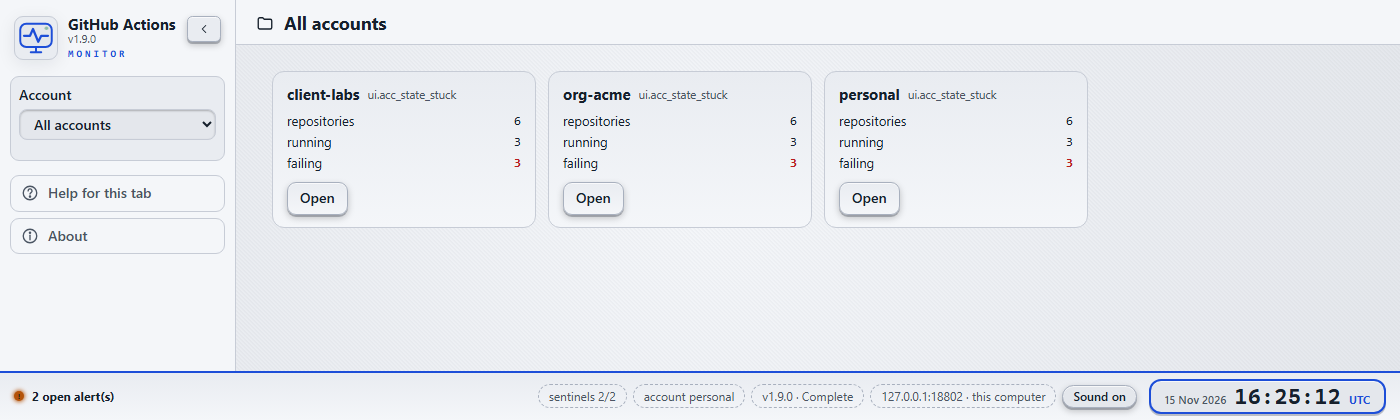 GitHub Actions
v1.9.0
MONITOR
Account
All accounts
Help for this tab
About
All accounts
client-labs ui.acc_state_stuck
repositories 6
running 3
failing 3
Open
org-acme ui.acc_state_stuck
repositories 6
running 3
failing 3
Open
personal ui.acc_state_stuck
repositories 6
running 3
failing 3
Open
2 open alert(s)
sentinels 2/2
account personal
v1.9.0 · Complete
127.0.0.1:18802 · this computer
Sound on
15 Nov 2026 16:25:12 UTC